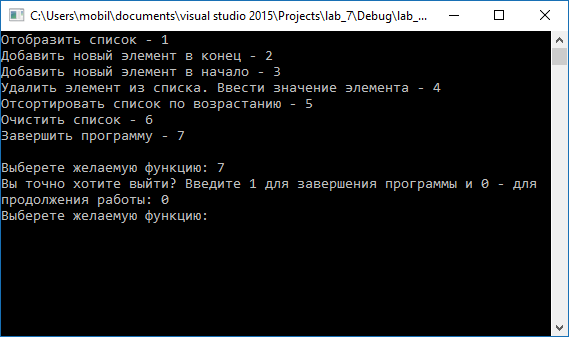 C:\Users\mobil\documents\visual studio 2015\Projects\lab_7\Debug\lab_...
Отобразить список - 1
Добавить новый элемент в конец - 2
Добавить новый элемент в начало - 3
Удалить элемент из списка. Ввести значение элемента - 4
Отсортировать список по возрастанию - 5
Очистить список - 6
Завершить программу - 7
Выберете желаемую функцию: 7
Вы точно хотите выйти? Введите 1 для завершения программы и 0 - для
продолжения работы: 0
Выберете желаемую функцию: